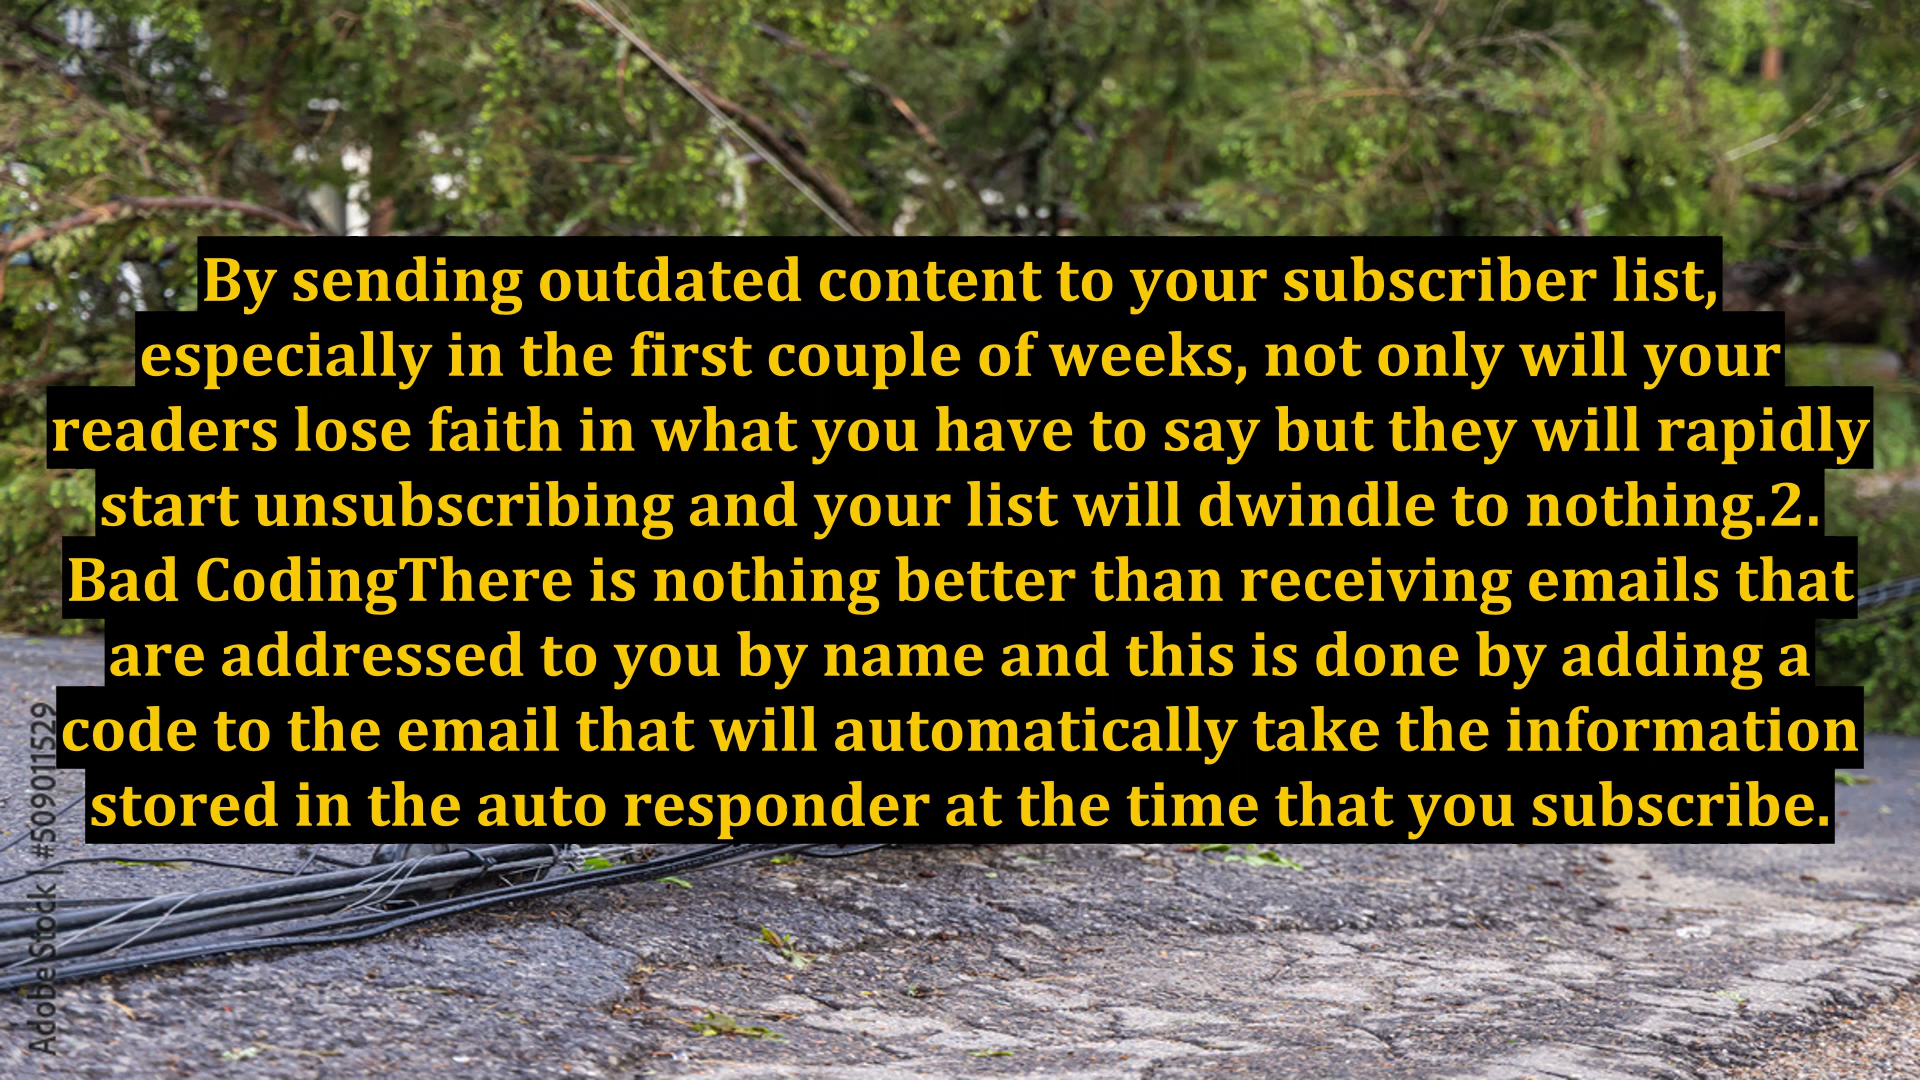 By sending outdated content to your subscriber list,
especially in the first couple of weeks, not only will your
readers lose faith in what you have to say but they will rapidly
start unsubscribing and your list will dwindle to nothing.2.
Bad CodingThere is nothing better than receiving emails that
are addressed to you by name and this is done by adding a
code to the email that will automatically take the information
stored in the auto responder at the time that you subscribe.
Adobe Stock | #509011529